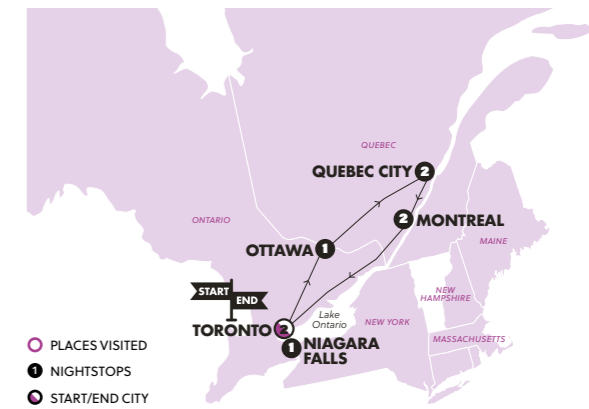 QUEBEC
QUEBEC CITY 2
2 MONTREAL
ONTARIO
MAINE
OTTAWA 1
START
END
NEW
HAMPSHIRE
Lake
Ontario
NEW YORK
TORONTO 2
MASSACHUSETTS
1 NIAGARA
FALLS
PLACES VISITED
1 NIGHTSTOPS
START/END CITY